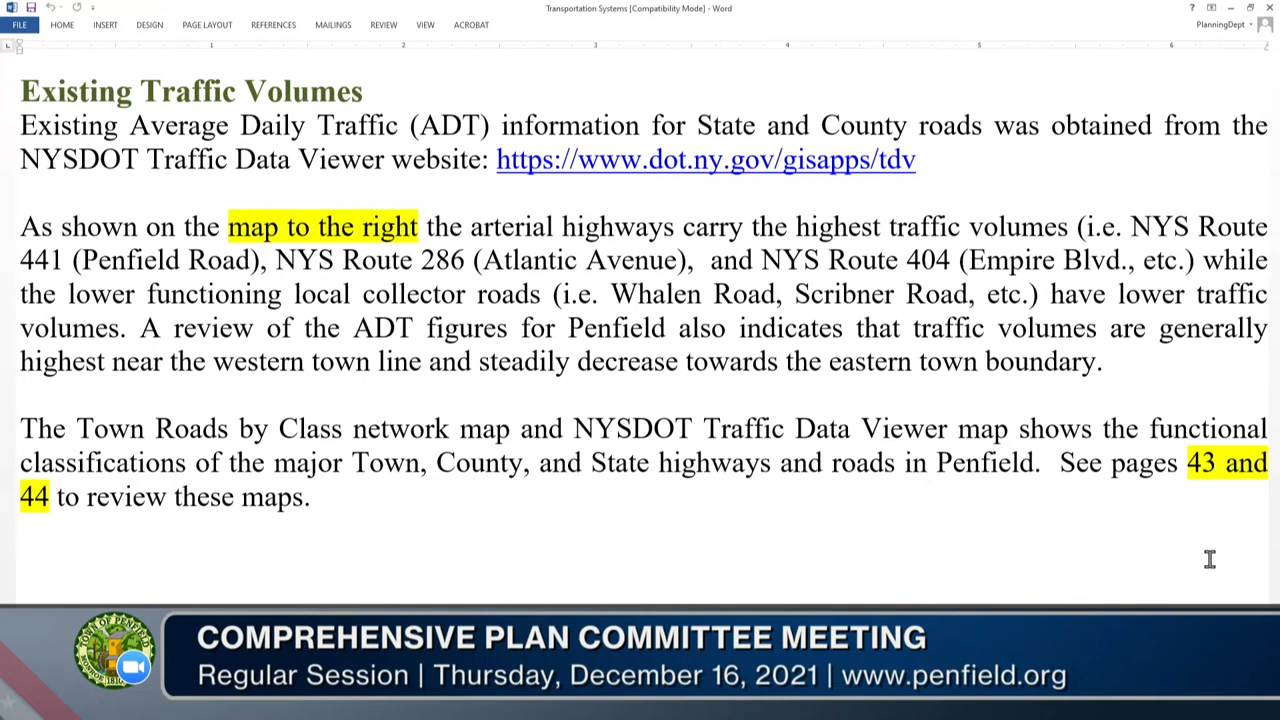 Transportation Systems [Compatibility Mode] - Word
FILE HOME INSERT DESIGN PAGE LAYOUT REFERENCES MAILINGS REVIEW VIEW ACROBAT
PlanningDept
1 2 3 4 5 6
Existing Traffic Volumes
Existing Average Daily Traffic (ADT) information for State and County roads was obtained from the
NYSDOT Traffic Data Viewer website: https://www.dot.ny.gov/gisapps/tdv
As shown on the map to the right the arterial highways carry the highest traffic volumes (i.e. NYS Route
441 (Penfield Road), NYS Route 286 (Atlantic Avenue), and NYS Route 404 (Empire Blvd., etc.) while
the lower functioning local collector roads (i.e. Whalen Road, Scribner Road, etc.) have lower traffic
volumes. A review of the ADT figures for Penfield also indicates that traffic volumes are generally
highest near the western town line and steadily decrease towards the eastern town boundary.
The Town Roads by Class network map and NYSDOT Traffic Data Viewer map shows the functional
classifications of the major Town, County, and State highways and roads in Penfield. See pages 43 and
44 to review these maps.
TOWN OF PENFIELD
COMPREHENSIVE PLAN COMMITTEE MEETING
Regular Session | Thursday, December 16, 2021 | www.penfield.org